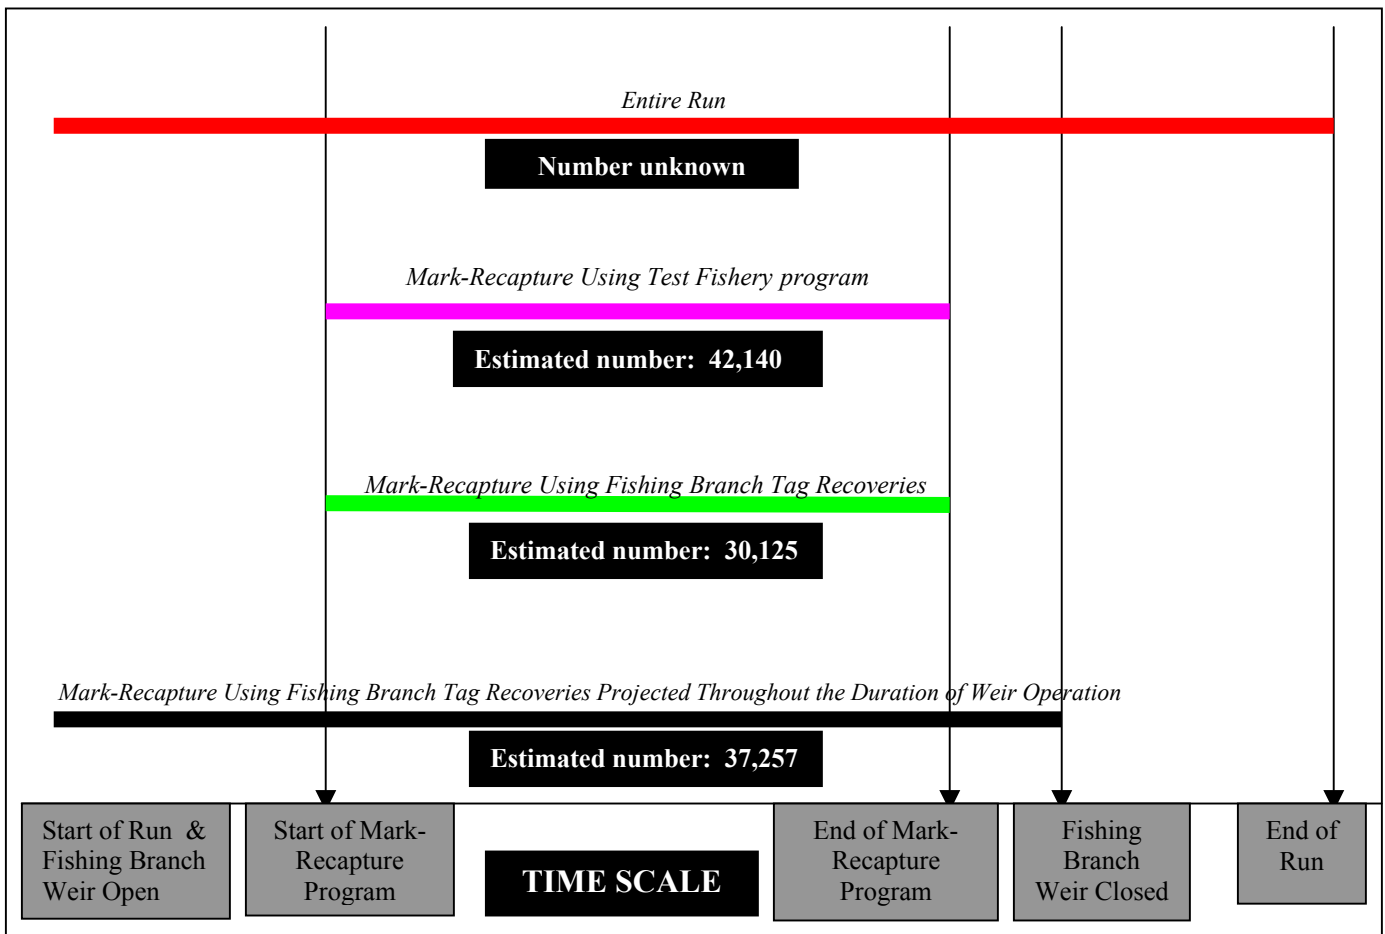 Entire Run
Number unknown
Mark-Recapture Using Test Fishery program
Estimated number: 42,140
Mark-Recapture Using Fishing Branch Tag Recoveries
Estimated number: 30,125
Mark-Recapture Using Fishing Branch Tag Recoveries Projected Throughout the Duration of Weir Operation
Estimated number: 37,257
Start of Run &
Fishing Branch
Weir Open
Start of Mark-
Recapture
Program
TIME SCALE
End of Mark-
Recapture
Program
Fishing
Branch
Weir Closed
End of
Run